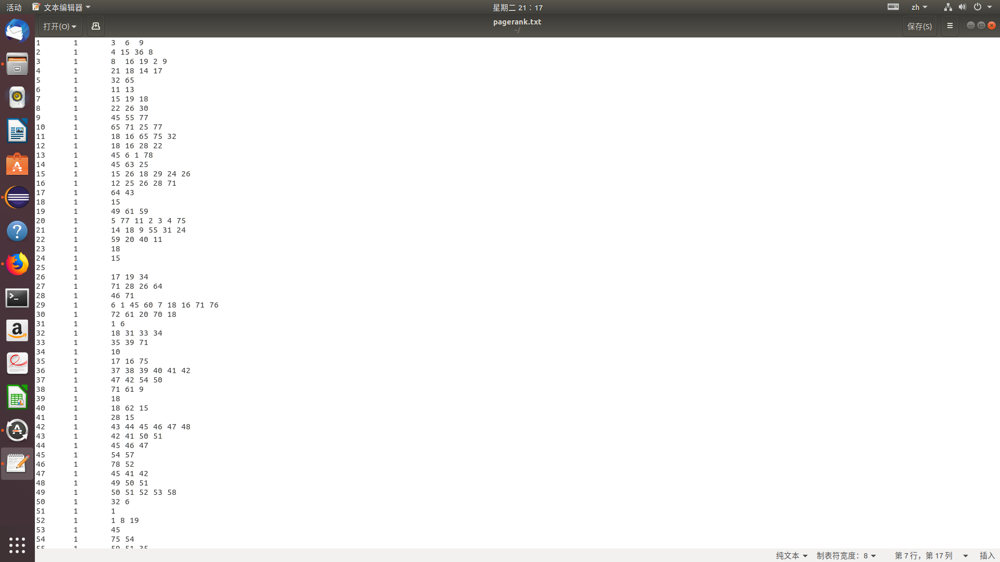 活动 文本编辑器 星期二 21：17 zh
打开(O) pagerank.txt 保存(S)
~/
1 1 3 6 9
2 1 4 15 36 8
3 1 8 16 19 2 9
4 1 21 18 14 17
5 1 32 65
6 1 11 13
7 1 15 19 18
8 1 22 26 30
9 1 45 55 77
10 1 65 71 25 77
11 1 18 16 65 75 32
12 1 18 16 28 22
13 1 45 6 1 78
14 1 45 63 25
15 1 15 26 18 29 24 26
16 1 12 25 26 28 71
17 1 64 43
18 1 15
19 1 49 61 59
20 1 5 77 11 2 3 4 75
21 1 14 18 9 55 31 24
22 1 59 20 40 11
23 1 18
24 1 15
25 1
26 1 17 19 34
27 1 71 28 26 64
28 1 46 71
29 1 6 1 45 60 7 18 16 71 76
30 1 72 61 20 70 18
31 1 1 6
32 1 18 31 33 34
33 1 35 39 71
34 1 10
35 1 17 16 75
36 1 37 38 39 40 41 42
37 1 47 42 54 50
38 1 71 61 9
39 1 18
40 1 18 62 15
41 1 28 15
42 1 43 44 45 46 47 48
43 1 42 41 50 51
44 1 45 46 47
45 1 54 57
46 1 78 52
47 1 45 41 42
48 1 49 50 51
49 1 50 51 52 53 58
50 1 32 6
51 1 1
52 1 1 8 19
53 1 45
54 1 75 54
55 1 59 51 35
纯文本 制表符宽度：8 第 7 行，第 17 列 插入